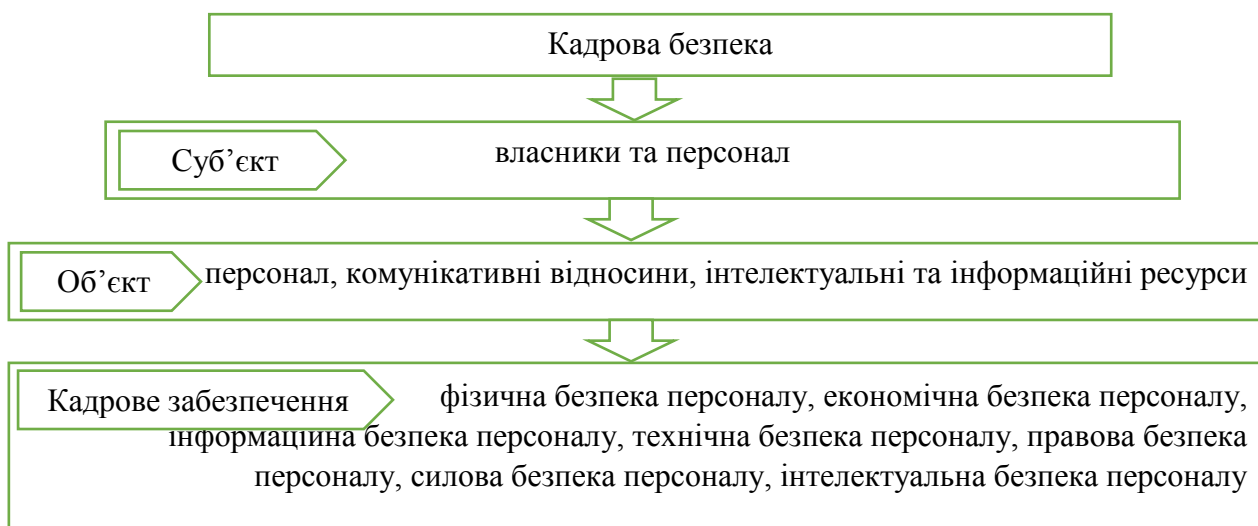 Кадрова безпека
Суб’єкт
власники та персонал
Об’єкт
персонал, комунікативні відносини, інтелектуальні та інформаційні ресурси
Кадрове забезпечення
фізична безпека персоналу, економічна безпека персоналу,
інформаційна безпека персоналу, технічна безпека персоналу, правова безпека
персоналу, силова безпека персоналу, інтелектуальна безпека персоналу